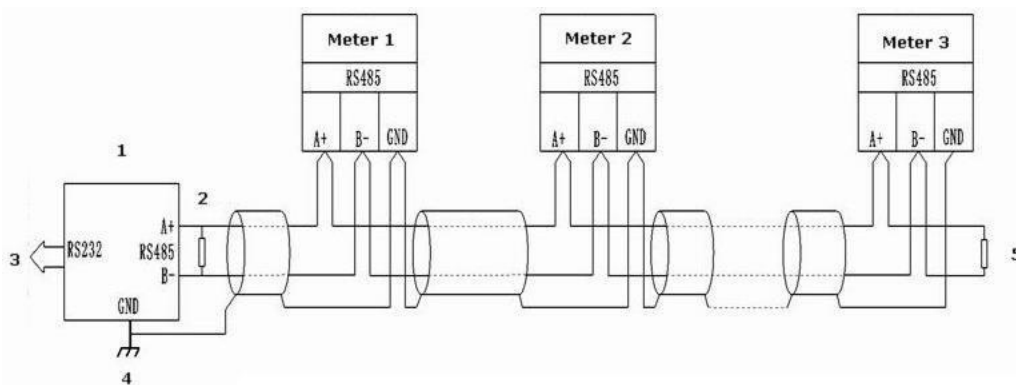 Meter 1
RS485
A+ B- GND
Meter 2
RS485
A+ B- GND
Meter 3
RS485
A+ B- GND
1
2
3
RS232
A+
RS485
B-
GND
4
5